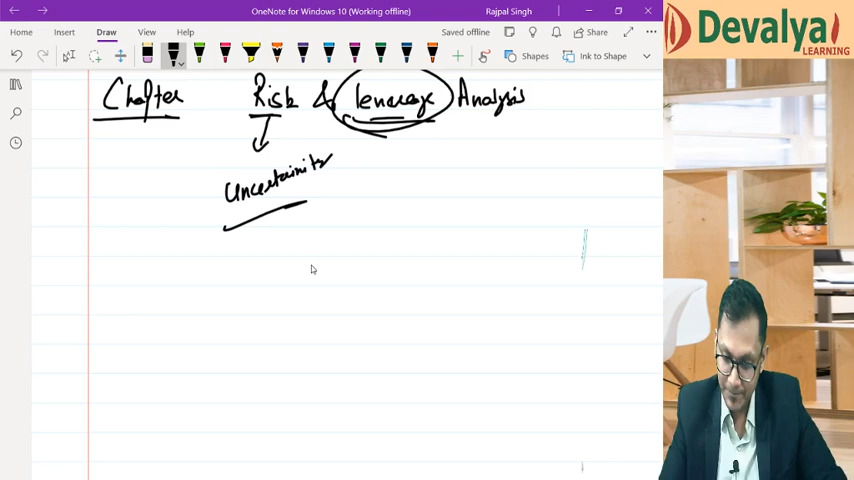 OneNote for Windows 10 (Working offline)
Rajpal Singh
Home Insert Draw View Help
Saved offline Share
Shapes Ink to Shape
Chapter Risk & leverage Analysis
Uncertainity
Devalya
LEARNING